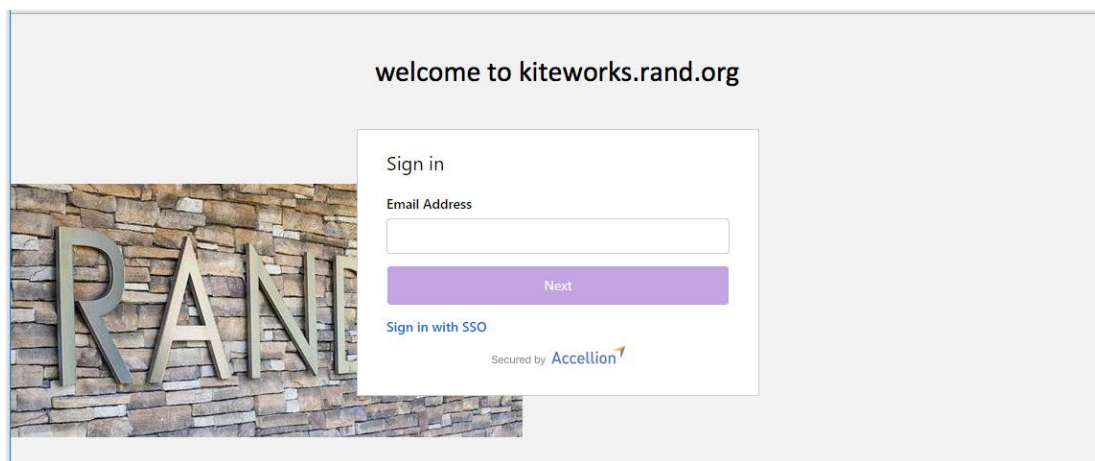 welcome to kiteworks.rand.org
Sign in
Email Address
Next
Sign in with SSO
Secured by Accellion
RAND